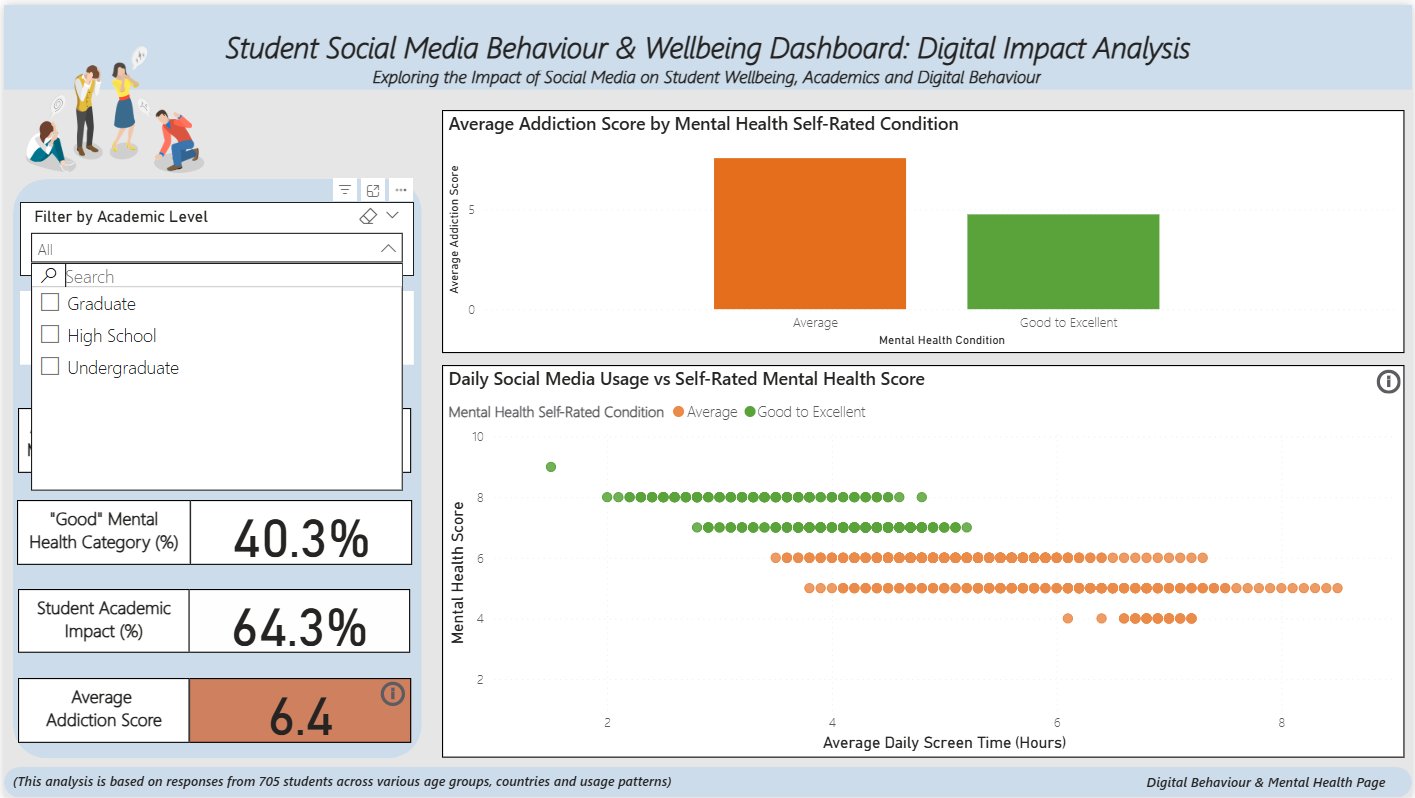 Student Social Media Behaviour & Wellbeing Dashboard: Digital Impact Analysis
Exploring the Impact of Social Media on Student Wellbeing, Academics and Digital Behaviour
Filter by Academic Level
All
Search
Graduate
High School
Undergraduate
"Good" Mental
Health Category (%)
40.3%
Student Academic
Impact (%)
64.3%
Average
Addiction Score
6.4
Average Addiction Score by Mental Health Self-Rated Condition
Average Addiction Score
5
0
Average
Good to Excellent
Mental Health Condition
Daily Social Media Usage vs Self-Rated Mental Health Score
Mental Health Self-Rated Condition Average Good to Excellent
Mental Health Score
10
8
6
4
2
2 4 6 8
Average Daily Screen Time (Hours)
(This analysis is based on responses from 705 students across various age groups, countries and usage patterns)
Digital Behaviour & Mental Health Page